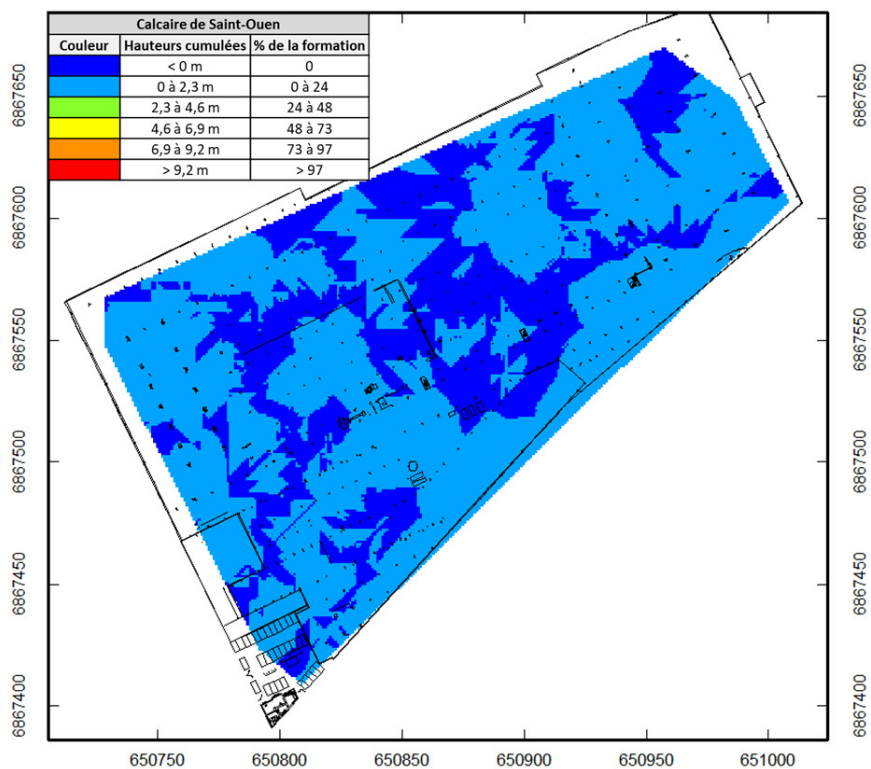 Calcaire de Saint-Ouen
Couleur Hauteurs cumulées % de la formation
< 0 m 0
0 à 2,3 m 0 à 24
2,3 à 4,6 m 24 à 48
4,6 à 6,9 m 48 à 73
6,9 à 9,2 m 73 à 97
> 9,2 m > 97
6867650 6867650
6867600 6867600
6867550 6867550
6867500 6867500
6867450 6867450
6867400 6867400
650750 650800 650850 650900 650950 651000